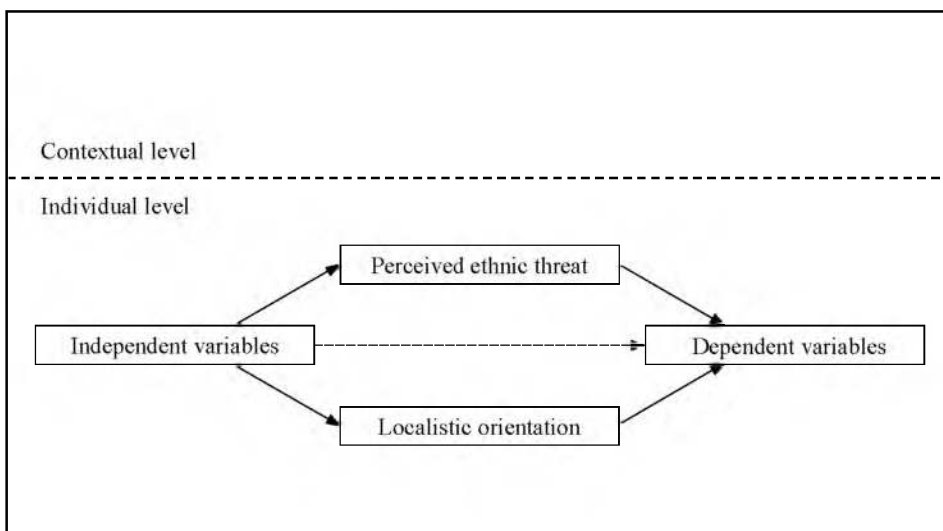 Contextual level
Individual level
Perceived ethnic threat
Independent variables
Dependent variables
Localistic orientation